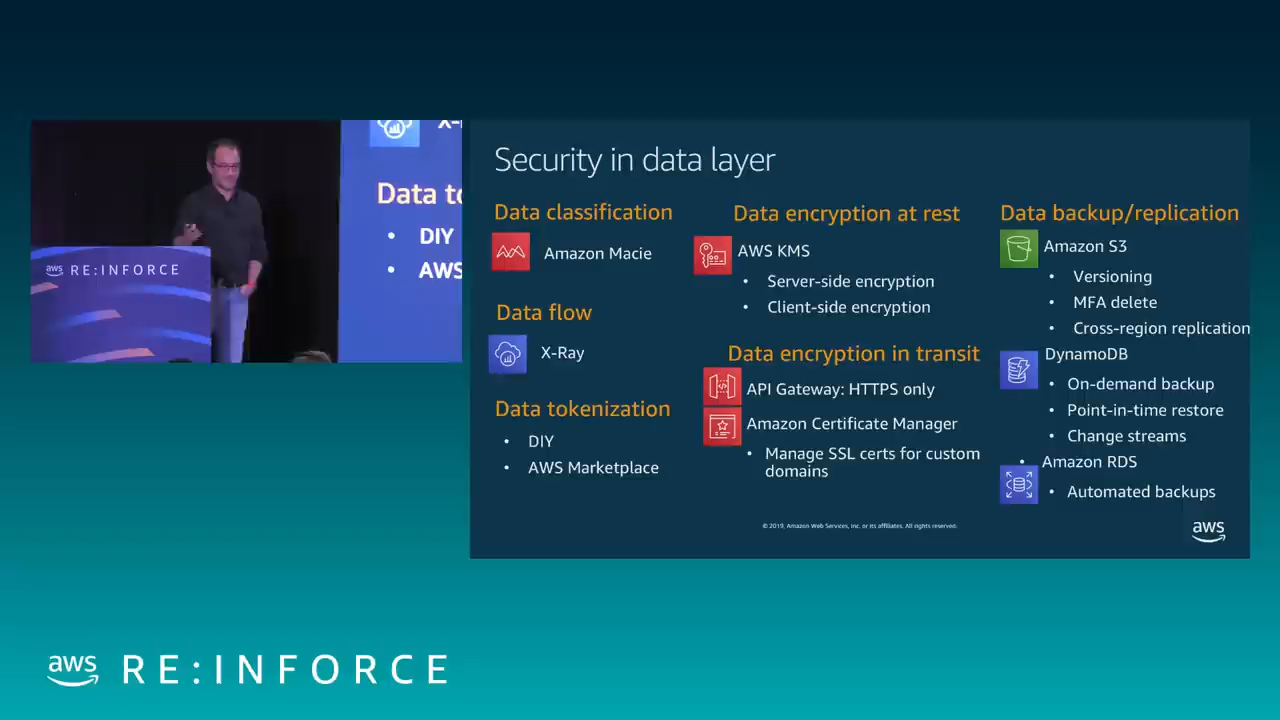 X-
Data to
DIY
AWS
aws RE:INFORCE
Security in data layer
Data classification
Amazon Macie
Data flow
X-Ray
Data tokenization
• DIY
• AWS Marketplace
Data encryption at rest
AWS KMS
• Server-side encryption
• Client-side encryption
Data encryption in transit
API Gateway: HTTPS only
Amazon Certificate Manager
• Manage SSL certs for custom
domains
Data backup/replication
Amazon S3
• Versioning
• MFA delete
• Cross-region replication
DynamoDB
• On-demand backup
• Point-in-time restore
• Change streams
• Amazon RDS
• Automated backups
© 2019, Amazon Web Services, Inc. or its affiliates. All rights reserved.
aws
aws RE:INFORCE